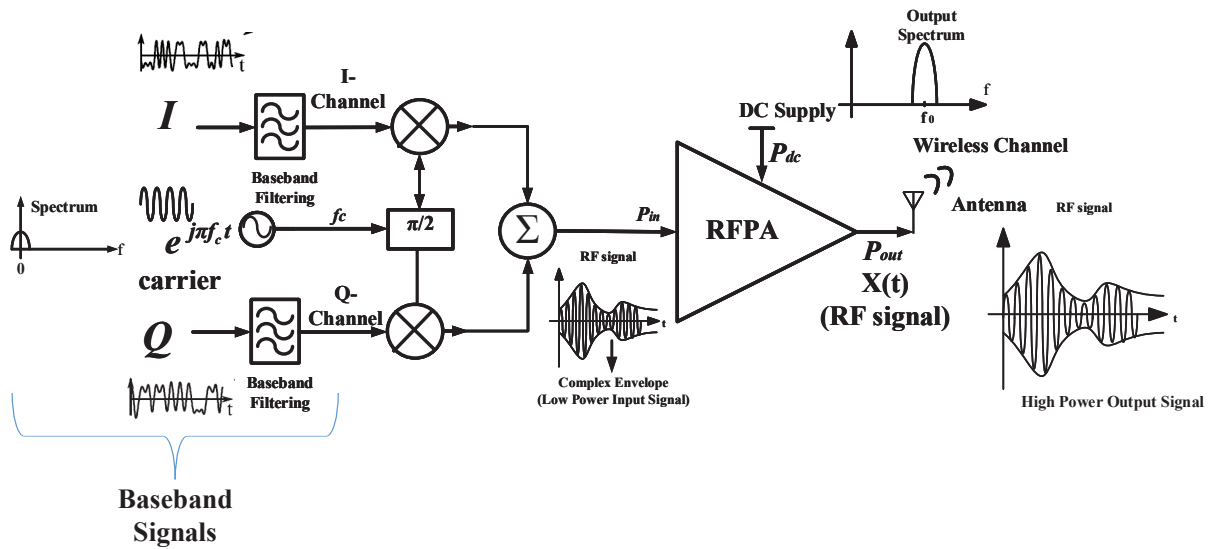 Output
Spectrum
f
f0
t
I
I-
Channel
Baseband
Filtering
DC Supply
Pdc
Wireless Channel
Antenna
RF signal
Spectrum
f
0
e^jπfct
carrier
fc
π/2
Σ
Pin
RFPA
Pout
X(t)
(RF signal)
RF signal
t
Complex Envelope
(Low Power Input Signal)
t
High Power Output Signal
Q
Q-
Channel
Baseband
Filtering
t
Baseband
Signals